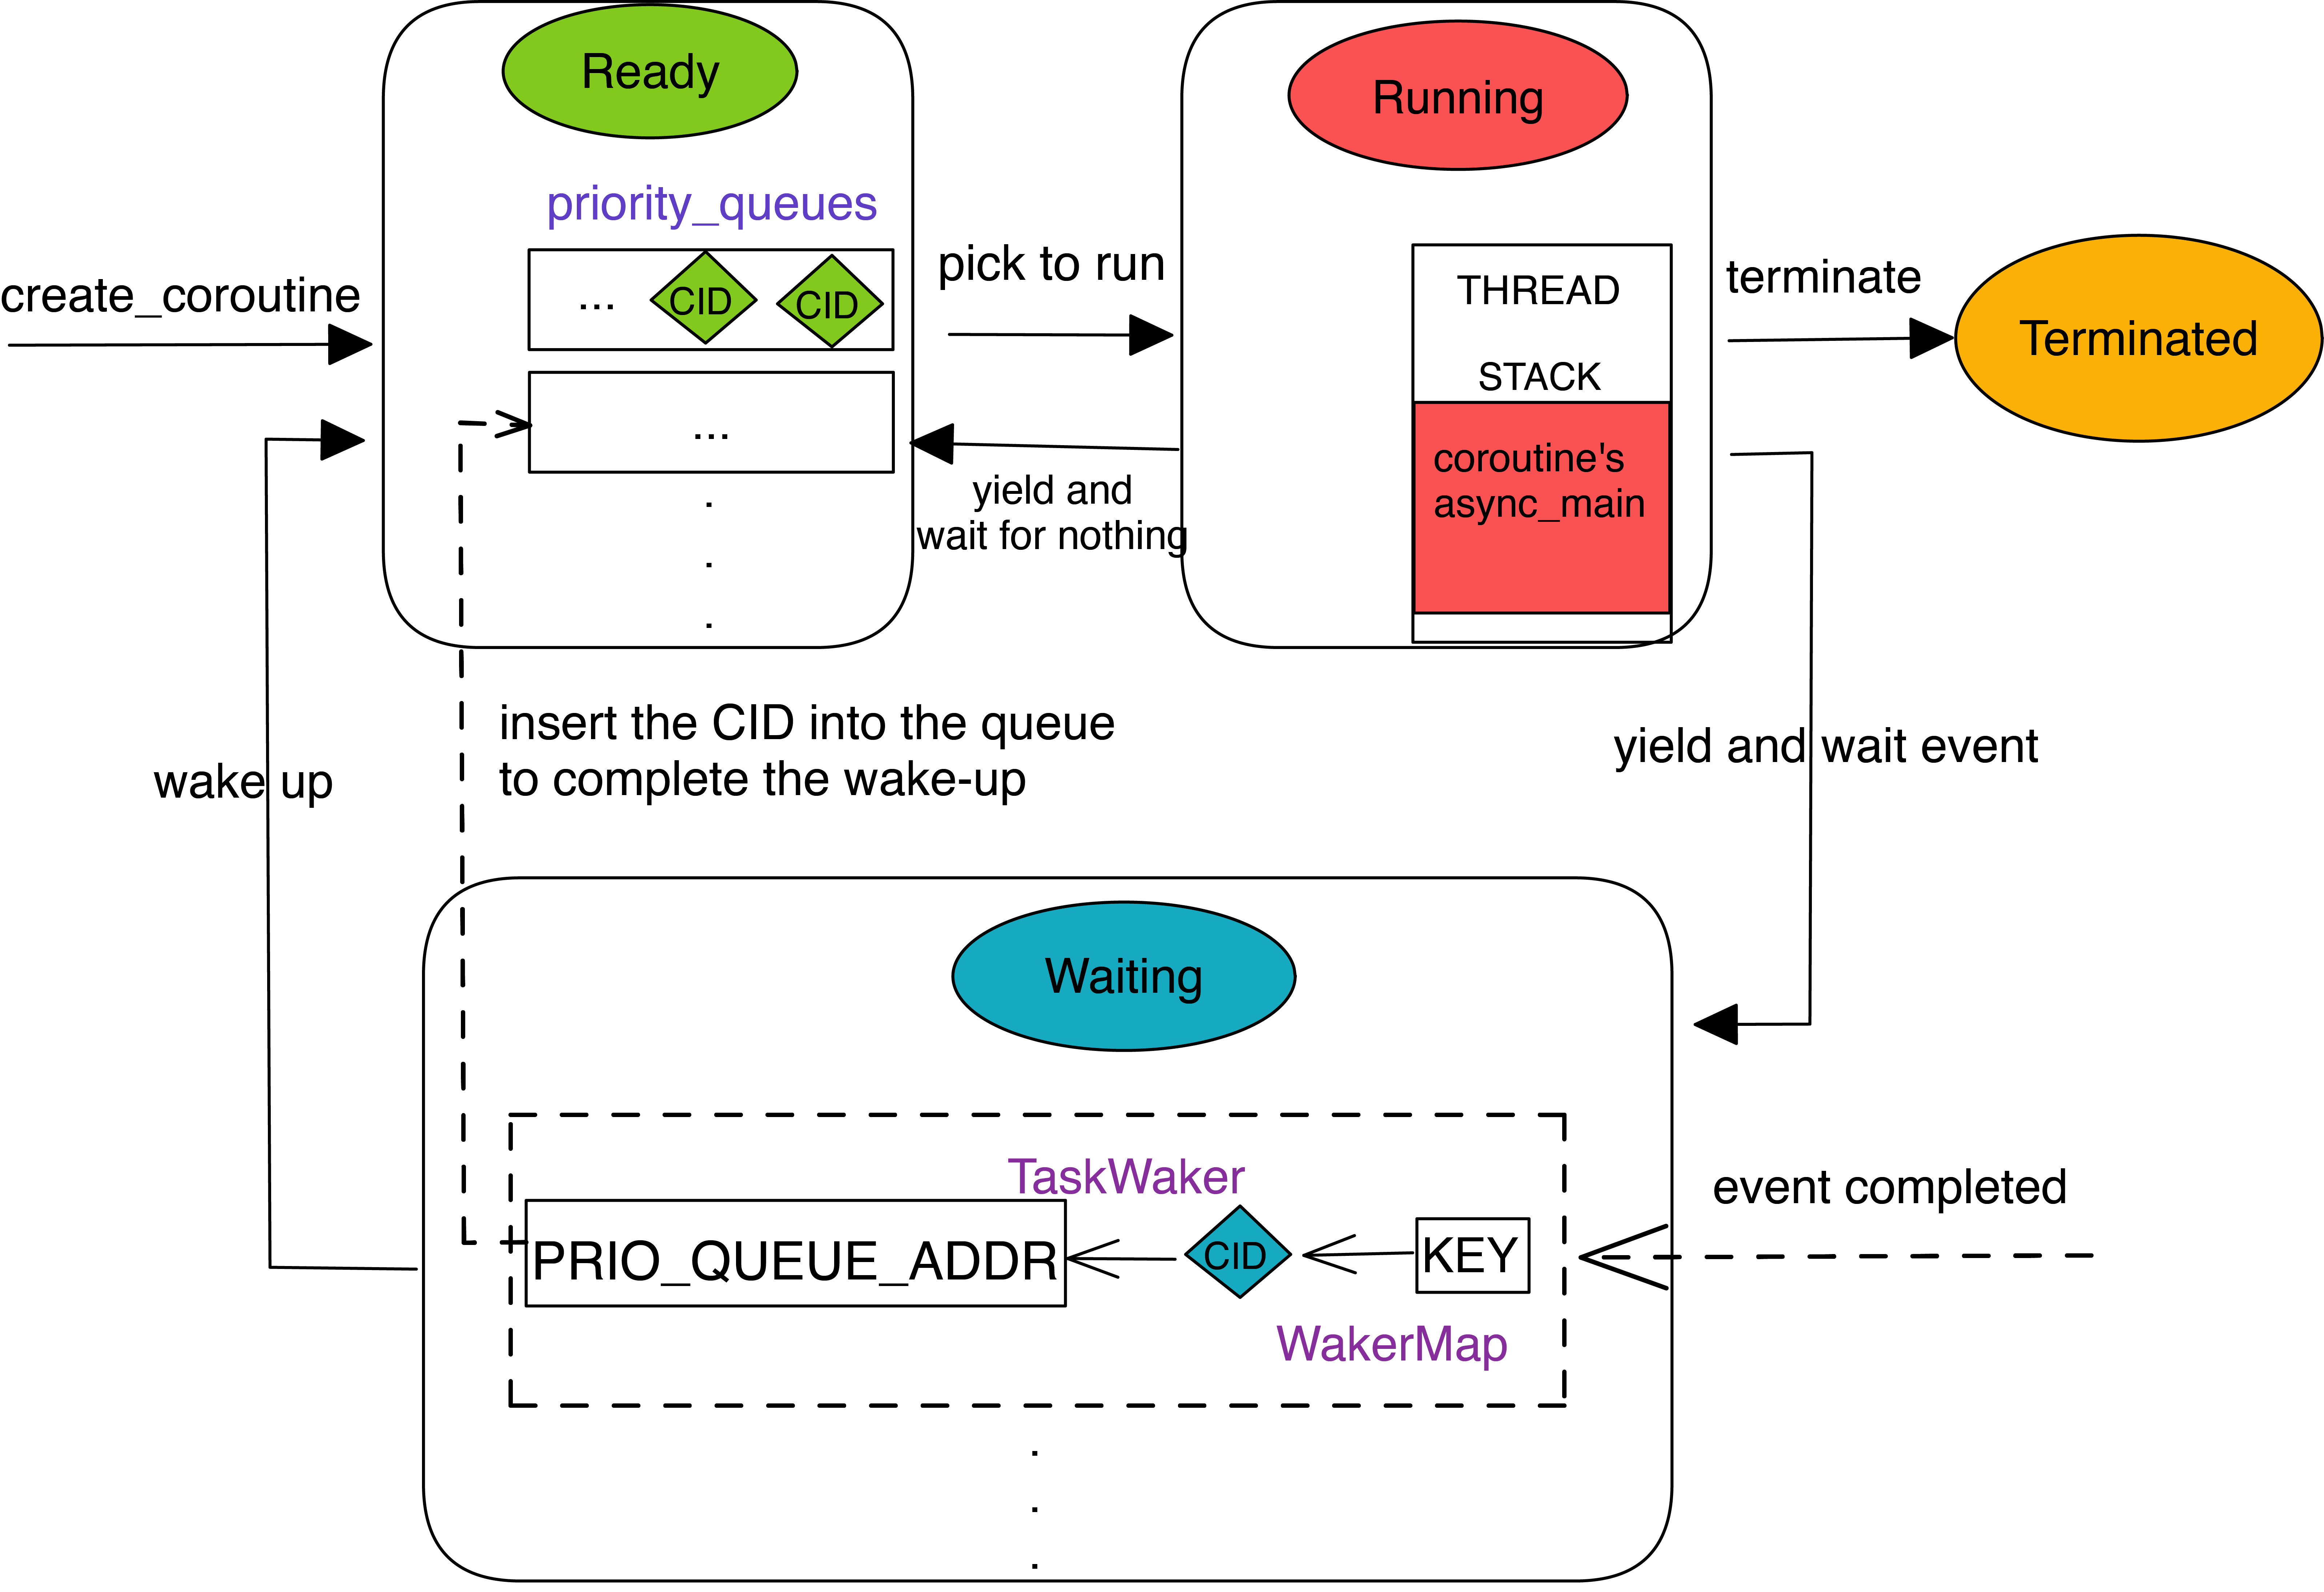 Ready
Running
priority_queues
... CID CID
pick to run
THREAD
STACK
terminate
Terminated
create_coroutine
...
coroutine's
async_main
yield and
wait for nothing
.
.
.
insert the CID into the queue
to complete the wake-up
wake up
yield and wait event
Waiting
TaskWaker
event completed
PRIO_QUEUE_ADDR
CID
KEY
WakerMap
.
.
.